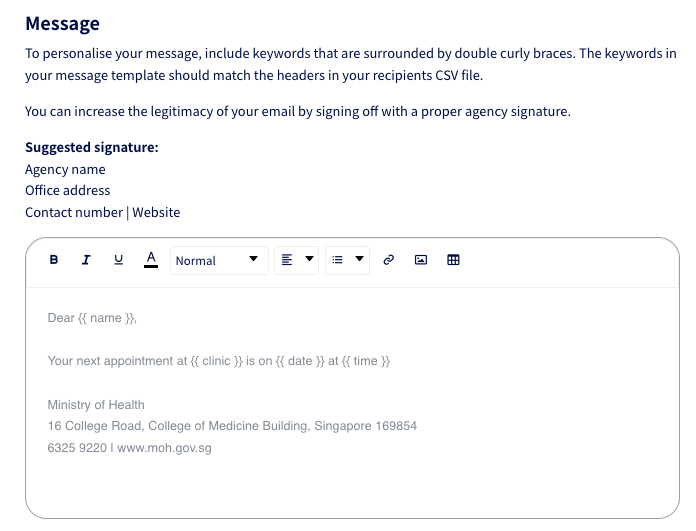 Message
To personalise your message, include keywords that are surrounded by double curly braces. The keywords in
your message template should match the headers in your recipients CSV file.
You can increase the legitimacy of your email by signing off with a proper agency signature.
Suggested signature:
Agency name
Office address
Contact number | Website
B I U A Normal
Dear {{ name }},
Your next appointment at {{ clinic }} is on {{ date }} at {{ time }}
Ministry of Health
16 College Road, College of Medicine Building, Singapore 169854
6325 9220 | www.moh.gov.sg